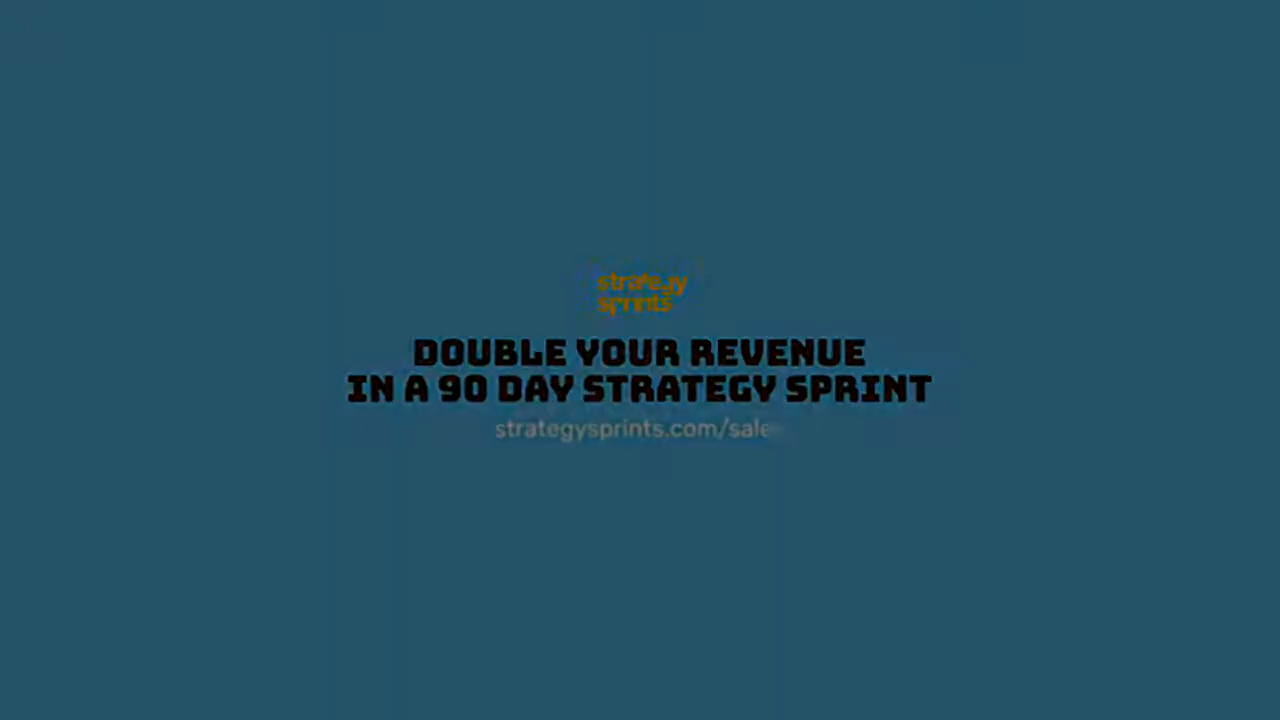 strategy
sprints
DOUBLE YOUR REVENUE
IN A 90 DAY STRATEGY SPRINT
strategysprints.com/sale